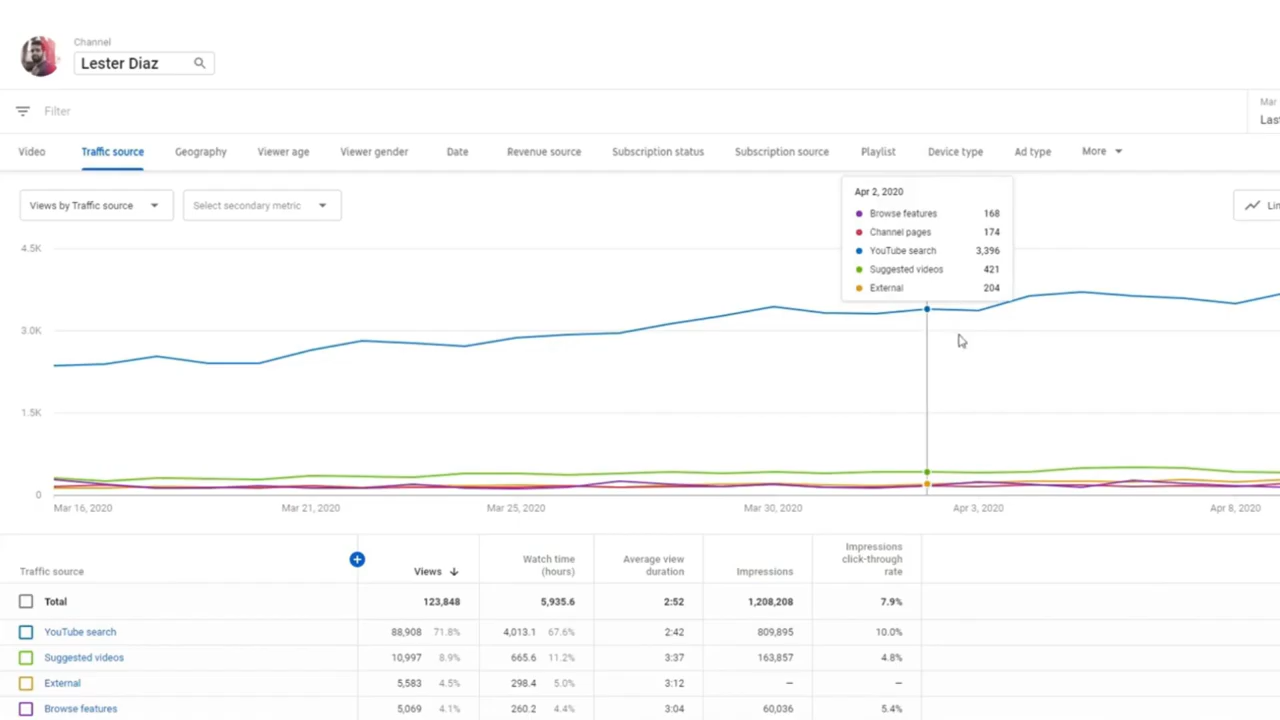 Channel
Lester Diaz
Filter
Mar
Las
Video Traffic source Geography Viewer age Viewer gender Date Revenue source Subscription status Subscription source Playlist Device type Ad type More
Views by Traffic source Select secondary metric Lin
Apr 2, 2020
Browse features 168
Channel pages 174
YouTube search 3,396
Suggested videos 421
External 204
4.5K
3.0K
1.5K
0
Mar 16, 2020 Mar 21, 2020 Mar 25, 2020 Mar 30, 2020 Apr 3, 2020 Apr 8, 2020
Traffic source Views Watch time (hours) Average view duration Impressions Impressions click-through rate
Total 123,848 5,935.6 2:52 1,208,208 7.9%
YouTube search 88,908 71.8% 4,013.1 67.6% 2:42 809,895 10.0%
Suggested videos 10,997 8.9% 665.6 11.2% 3:37 163,857 4.8%
External 5,583 4.5% 298.4 5.0% 3:12 – –
Browse features 5,069 4.1% 260.2 4.4% 3:04 60,036 5.4%